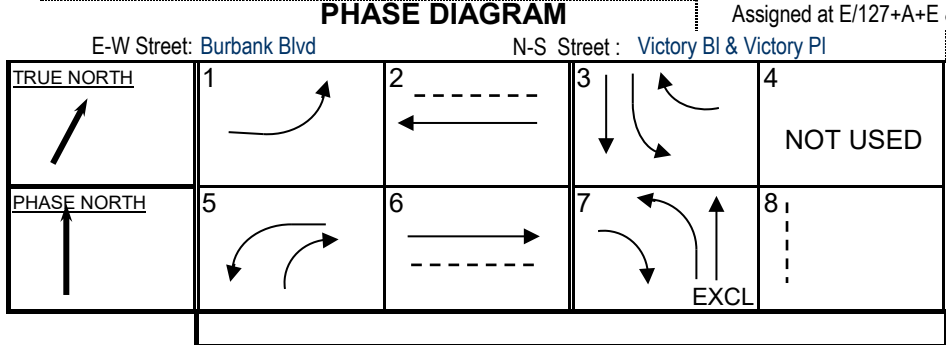 PHASE DIAGRAM
Assigned at E/127+A+E
E-W Street: Burbank Blvd
N-S Street : Victory Bl & Victory Pl
TRUE NORTH
1
2
3
4
NOT USED
PHASE NORTH
5
6
7
EXCL
8